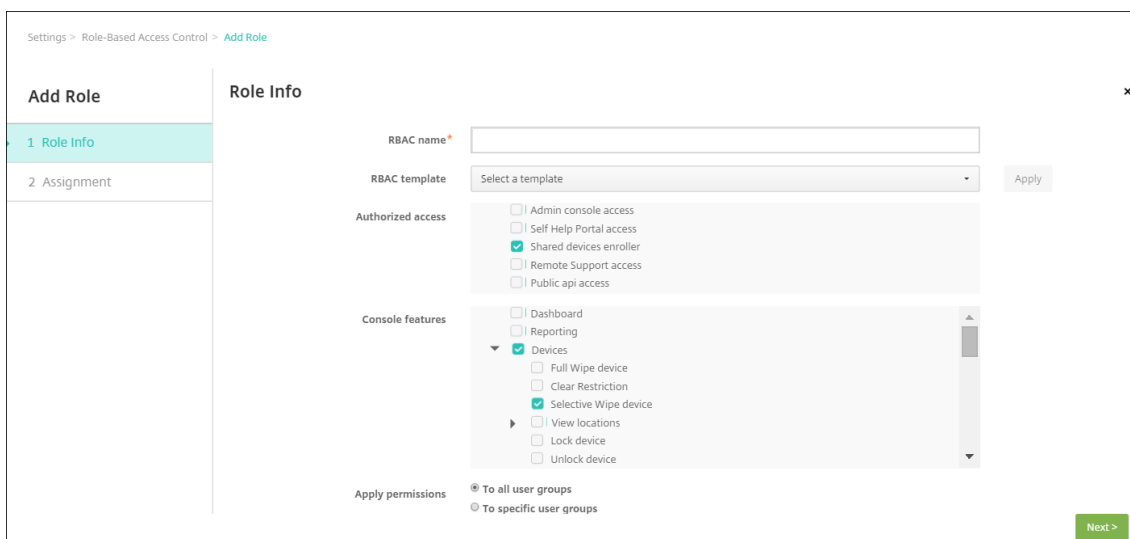 Settings > Role-Based Access Control > Add Role
Add Role
1 Role Info
2 Assignment
Role Info
×
RBAC name*
RBAC template
Select a template
Apply
Authorized access
Admin console access
Self Help Portal access
Shared devices enroller
Remote Support access
Public api access
Console features
Dashboard
Reporting
Devices
Full Wipe device
Clear Restriction
Selective Wipe device
View locations
Lock device
Unlock device
Apply permissions
To all user groups
To specific user groups
Next >